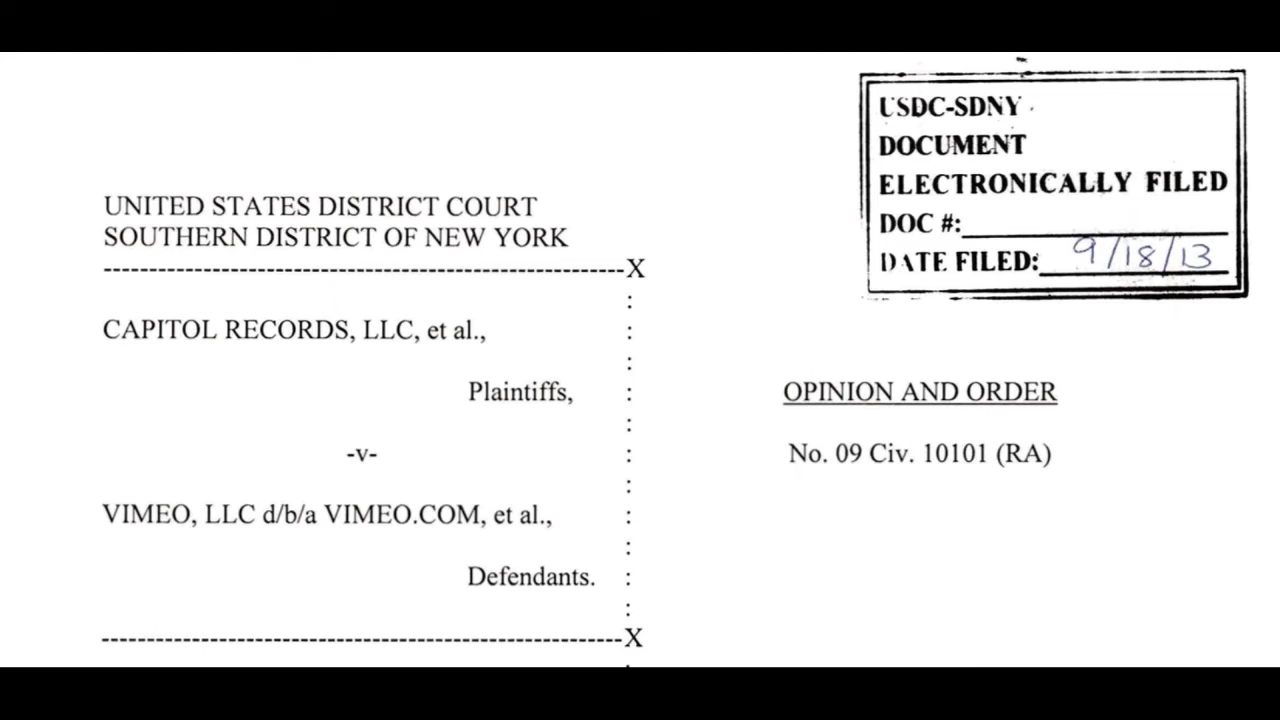 USDC-SDNY
DOCUMENT
ELECTRONICALLY FILED
DOC #:
DATE FILED: 9/18/13
UNITED STATES DISTRICT COURT
SOUTHERN DISTRICT OF NEW YORK
----------------------------------------------------------X
CAPITOL RECORDS, LLC, et al.,
Plaintiffs,
OPINION AND ORDER
-v-
No. 09 Civ. 10101 (RA)
VIMEO, LLC d/b/a VIMEO.COM, et al.,
Defendants.
----------------------------------------------------------X